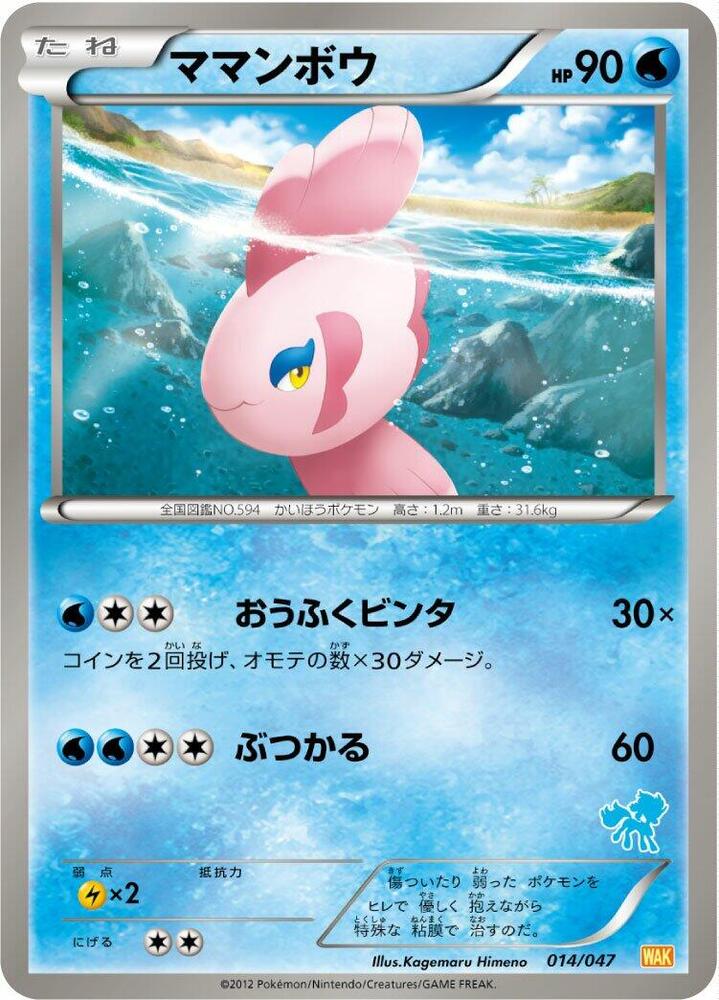 たね
ママンボウ
HP90
全国図鑑NO.594 かいほうポケモン 高さ：1.2m 重さ：31.6kg
おうふくビンタ 30×
コインを2回投げ、オモテの数×30ダメージ。
ぶつかる 60
弱点 抵抗力
×2
にげる
傷ついたり 弱った ポケモンを
ヒレで 優しく 抱えながら
特殊な 粘膜で 治すのだ。
Illus.Kagemaru Himeno 014/047 WAK
©2012 Pokémon/Nintendo/Creatures/GAME FREAK.